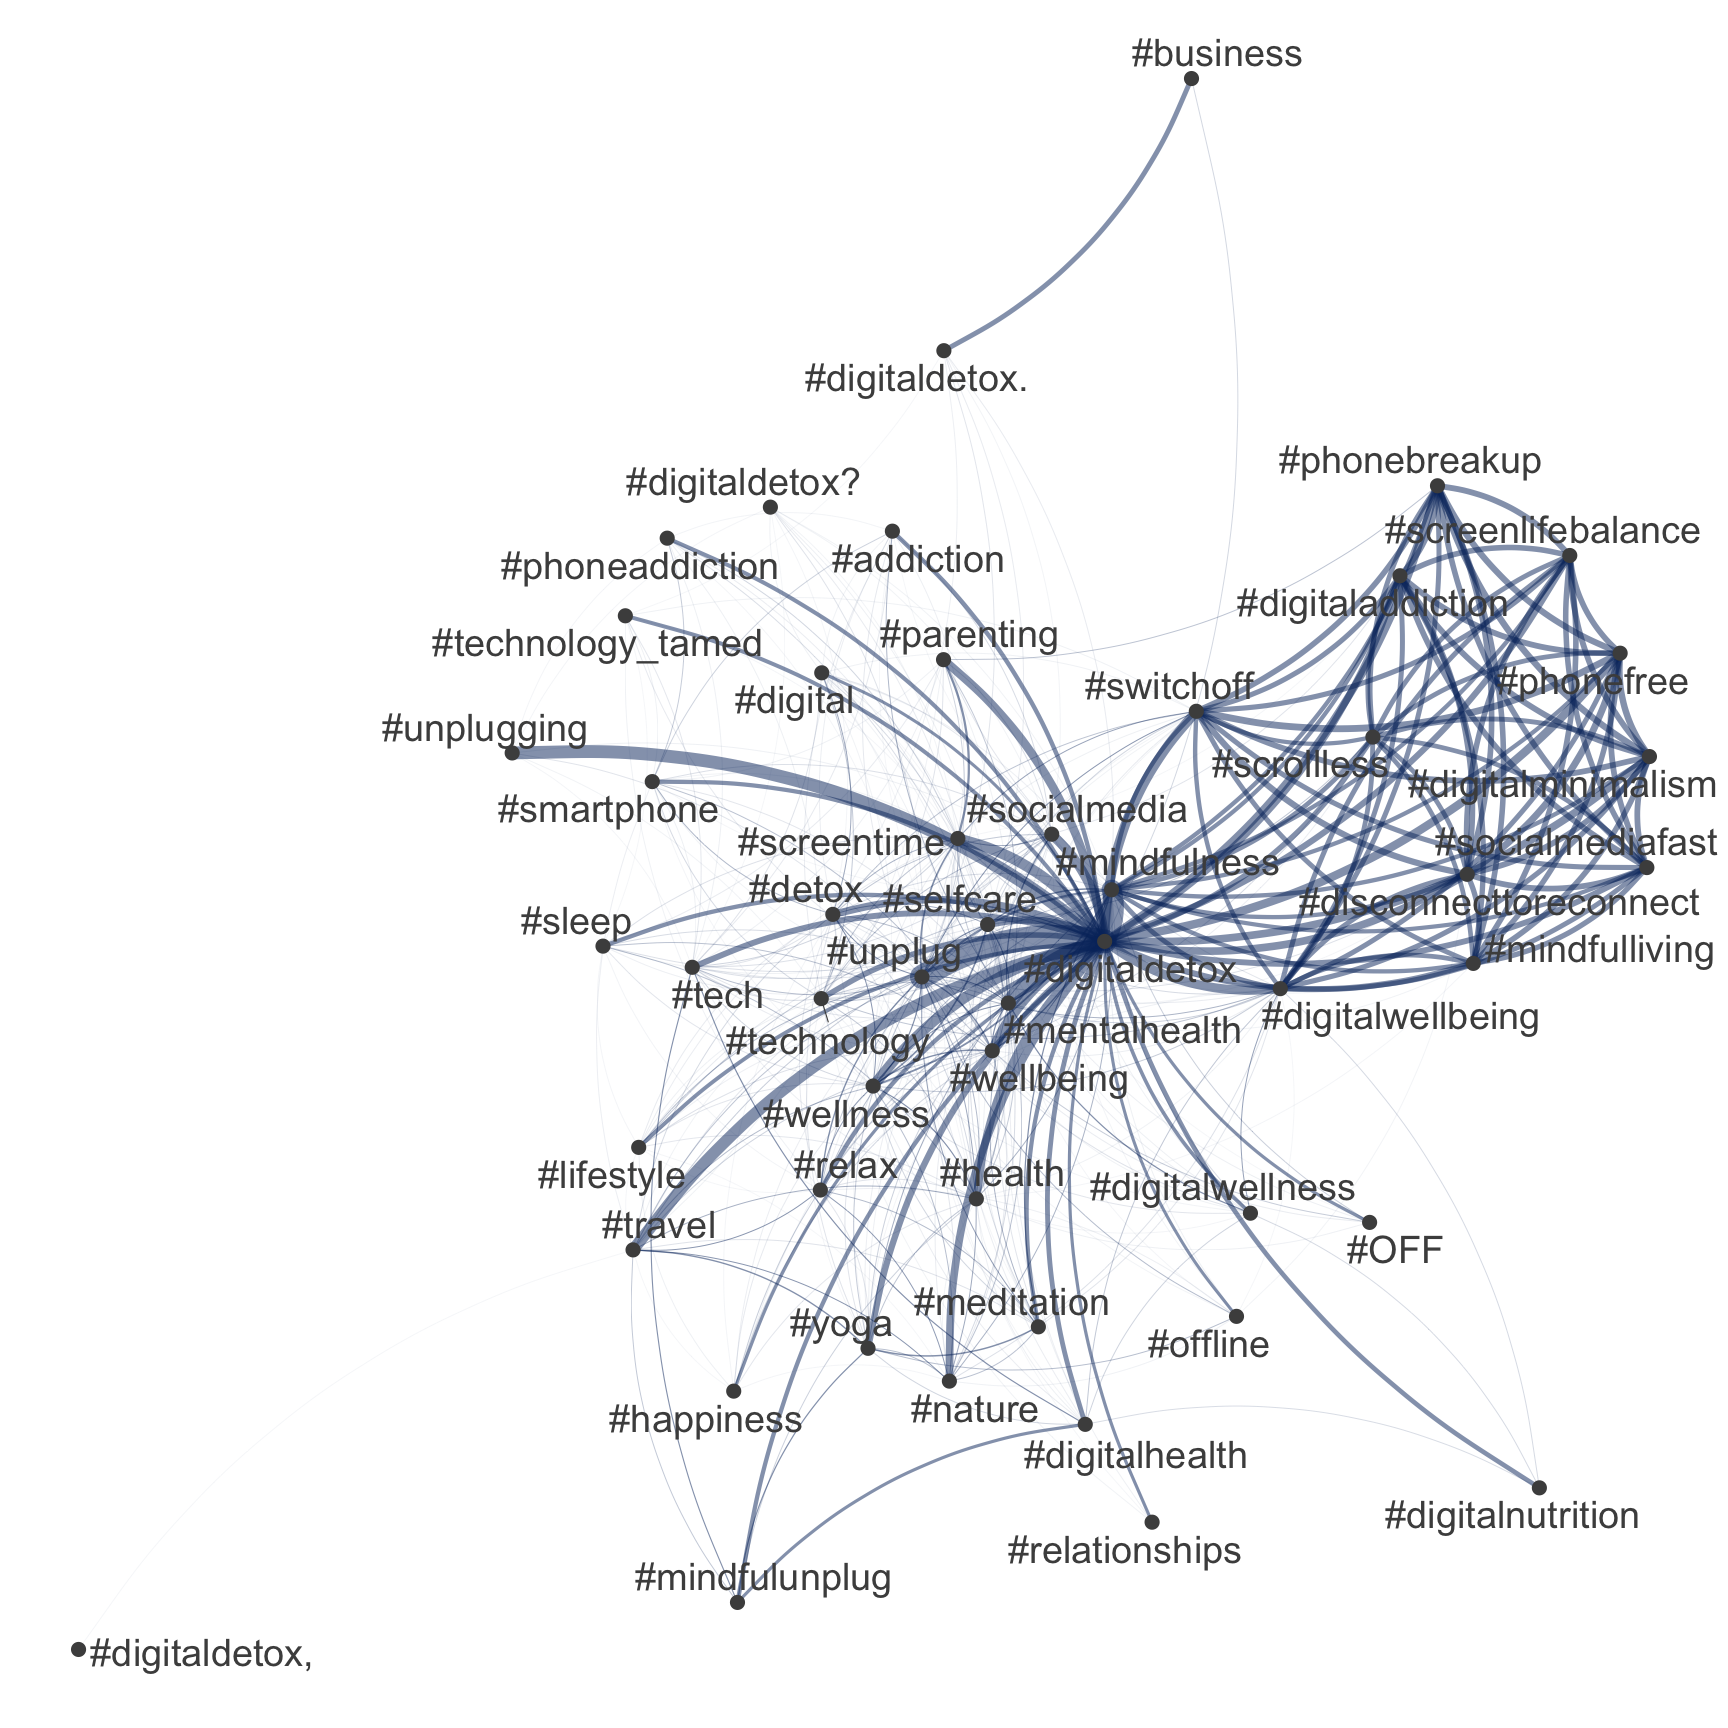 #business
#digitaldetox.
#phonebreakup
#digitaldetox?
#screenlifebalance
#phoneaddiction
#addiction
#digitaladdiction
#technology_tamed
#parenting
#phonefree
#switchoff
#digital
#unplugging
#scrollless
#digitalminimalism
#smartphone
#socialmedia
#screentime
#socialmediafast
#mindfulness
#detox
#selfcare
#disconnecttoreconnect
#sleep
#unplug
#mindfulliving
#digitaldetox
#tech
#digitalwellbeing
#technology
#mentalhealth
#wellbeing
#wellness
#relax
#health
#lifestyle
#digitalwellness
#travel
#OFF
#meditation
#yoga
#offline
#nature
#happiness
#digitalhealth
#digitalnutrition
#relationships
#mindfulunplug
#digitaldetox,